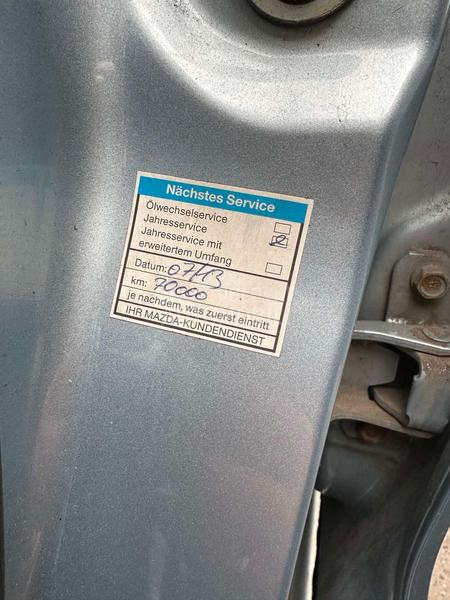 Nächstes Service
Ölwechselservice
Jahresservice
Jahresservice mit
erweitertem Umfang
Datum: 07/13
km: 70000
je nachdem, was zuerst eintritt
IHR MAZDA-KUNDENDIENST